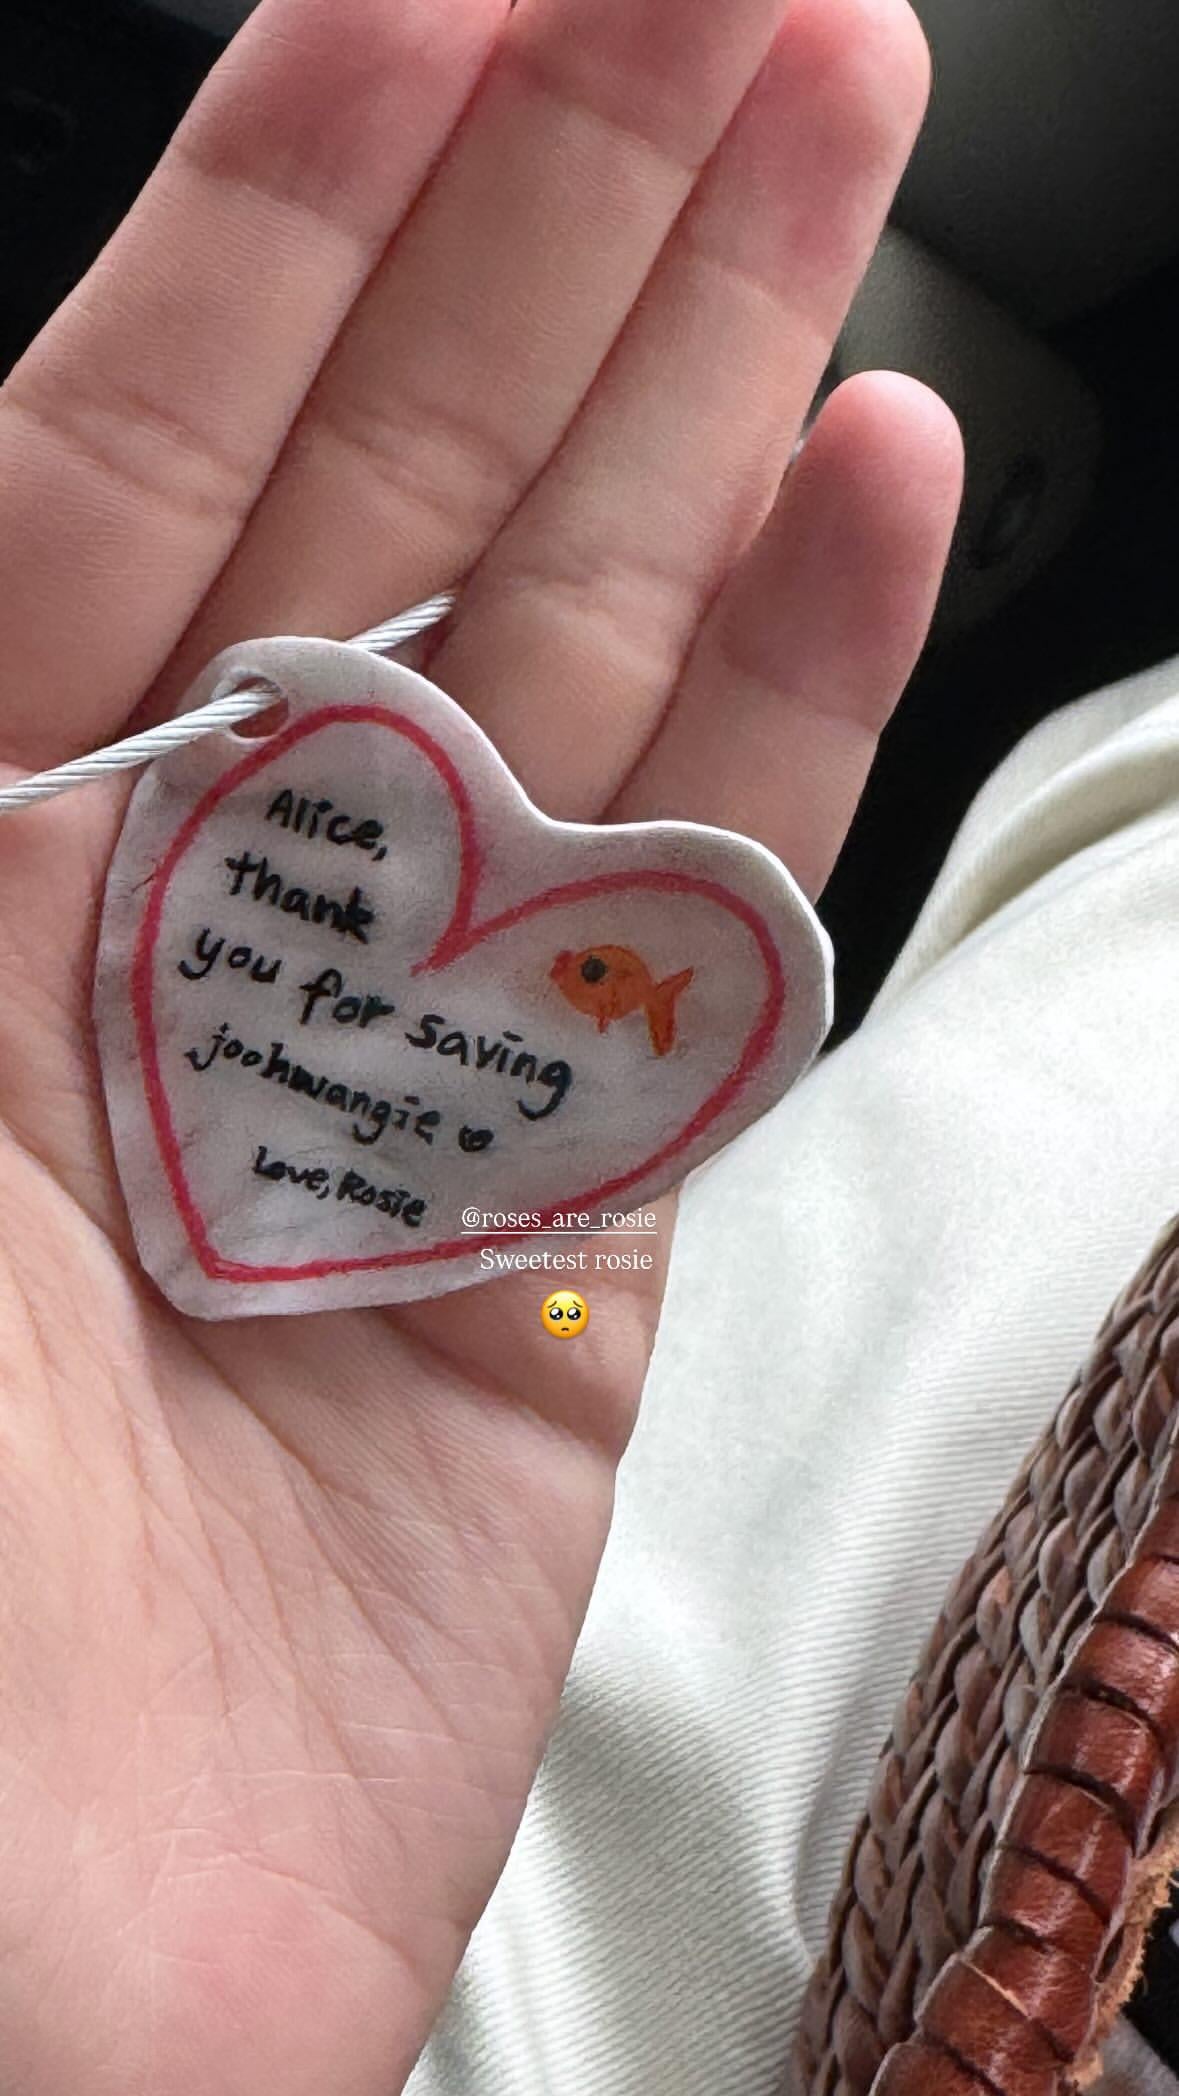 Alice,
thank
you for saving
joohwangie
Love, Rosie
@roses_are_rosie
Sweetest rosie
🥺